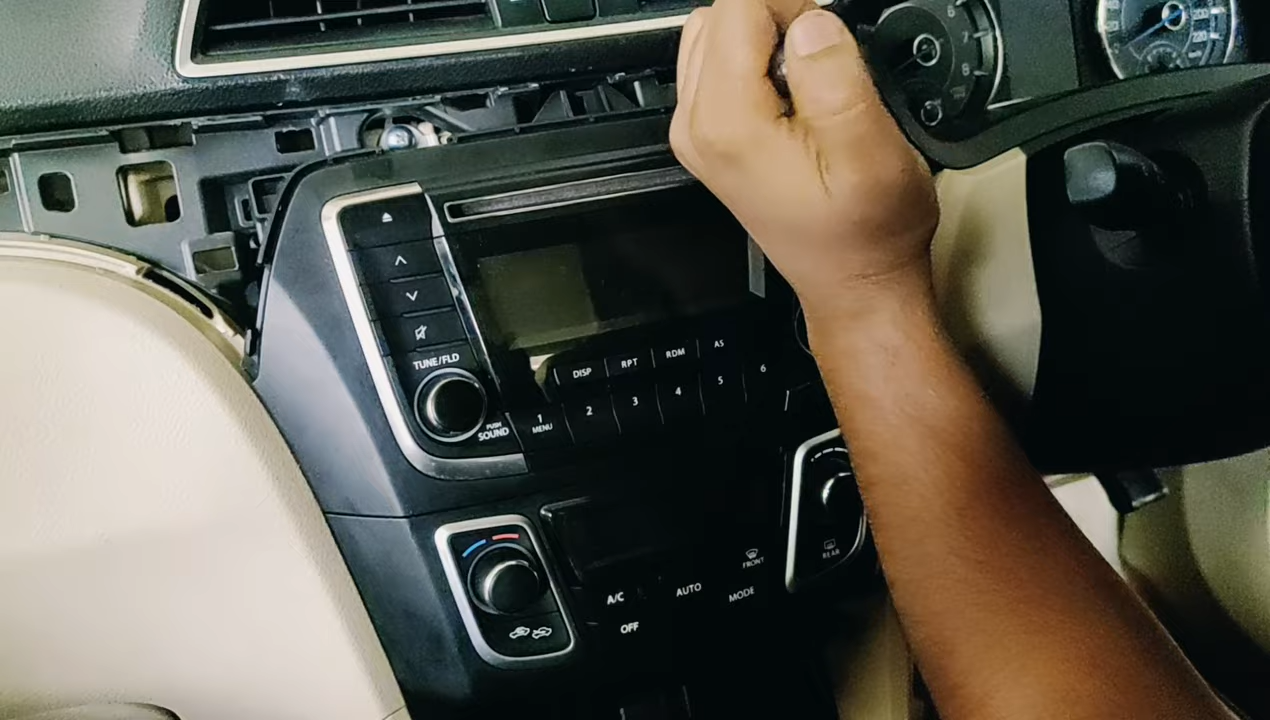 TUNE/FLD
PUSH
SOUND
DISP
RPT
RDM
AS
1
MENU
2
3
4
5
6
FRONT
REAR
A/C
AUTO
MODE
OFF